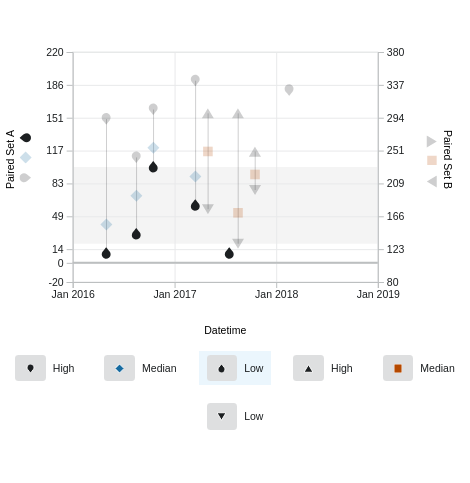 220
186
151
117
83
49
14
0
-20
380
337
294
251
209
166
123
80
Paired Set A
Paired Set B
Jan 2016 Jan 2017 Jan 2018 Jan 2019
Datetime
High Median Low High Median
Low